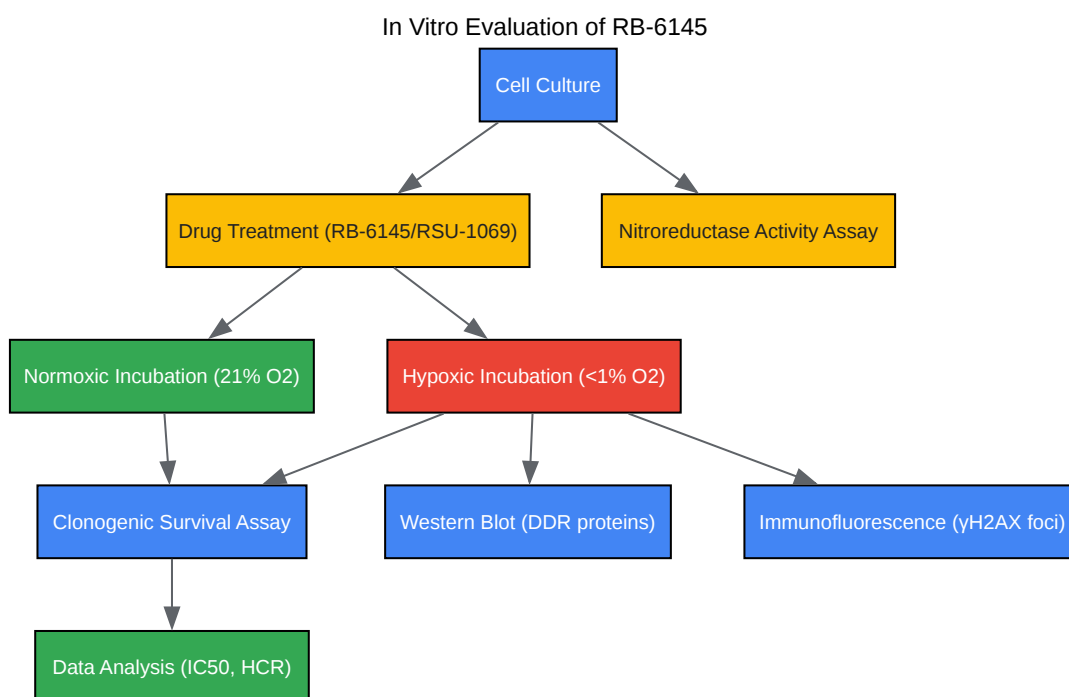 In Vitro Evaluation of RB-6145
Cell Culture
Drug Treatment (RB-6145/RSU-1069)
Nitroreductase Activity Assay
Normoxic Incubation (21% O2)
Hypoxic Incubation (<1% O2)
Clonogenic Survival Assay
Western Blot (DDR proteins)
Immunofluorescence (γH2AX foci)
Data Analysis (IC50, HCR)